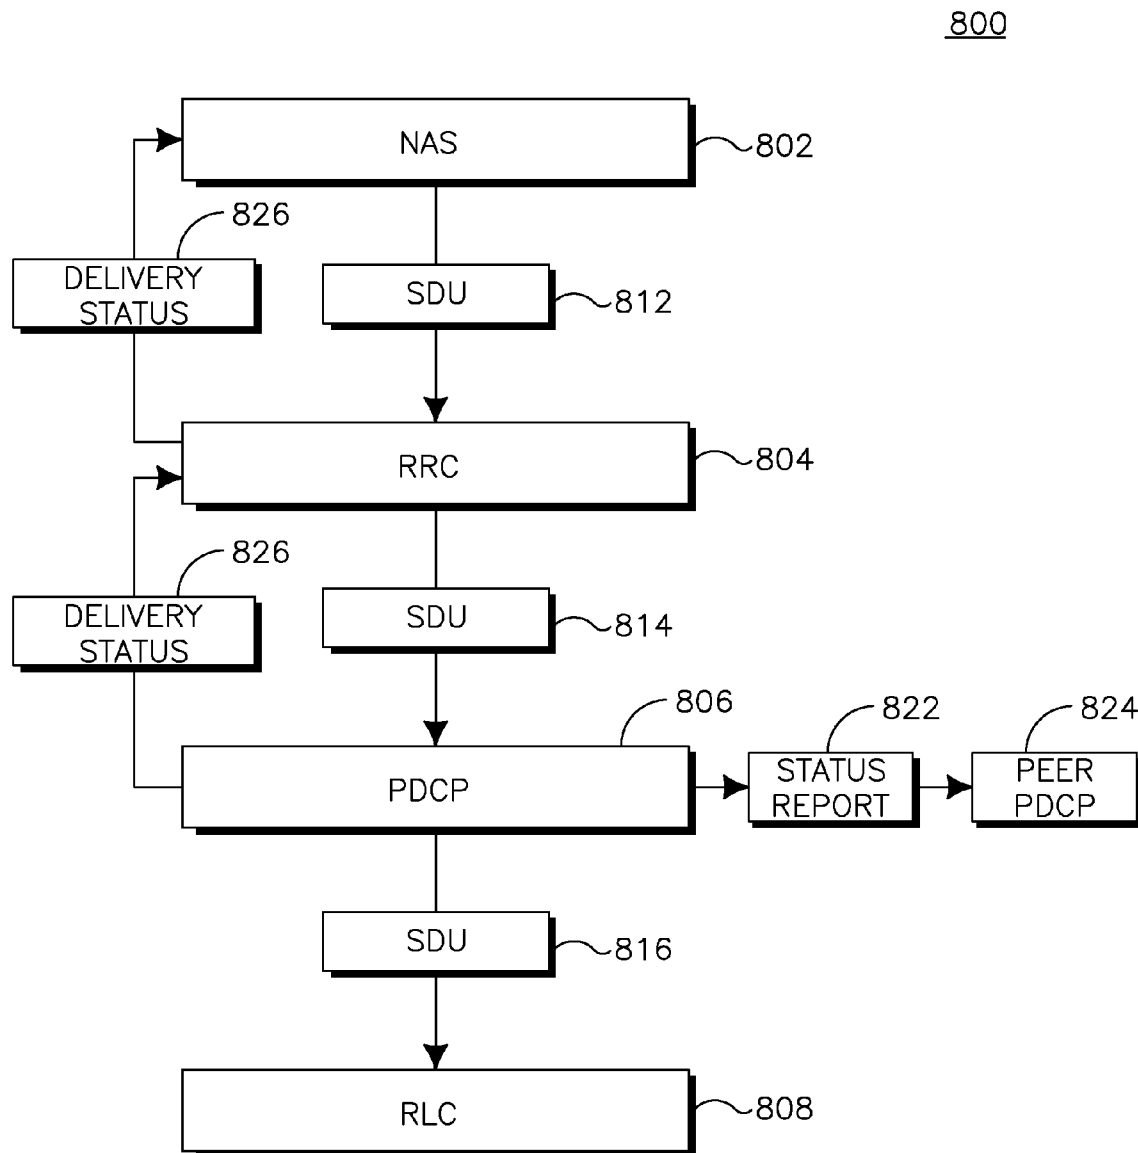 800
NAS
802
826
DELIVERY
STATUS
SDU
812
RRC
804
826
DELIVERY
STATUS
SDU
814
806
822
824
PDCP
STATUS
REPORT
PEER
PDCP
SDU
816
RLC
808